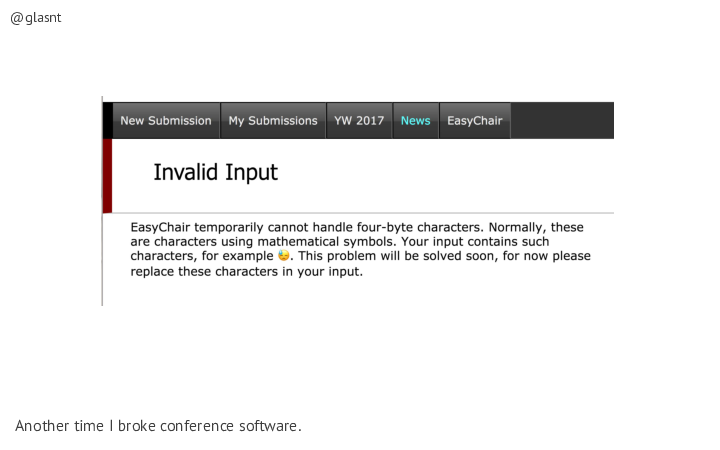 @glasnt
New Submission My Submissions YW 2017 News EasyChair
Invalid Input
EasyChair temporarily cannot handle four-byte characters. Normally, these
are characters using mathematical symbols. Your input contains such
characters, for example 😓. This problem will be solved soon, for now please
replace these characters in your input.
Another time I broke conference software.